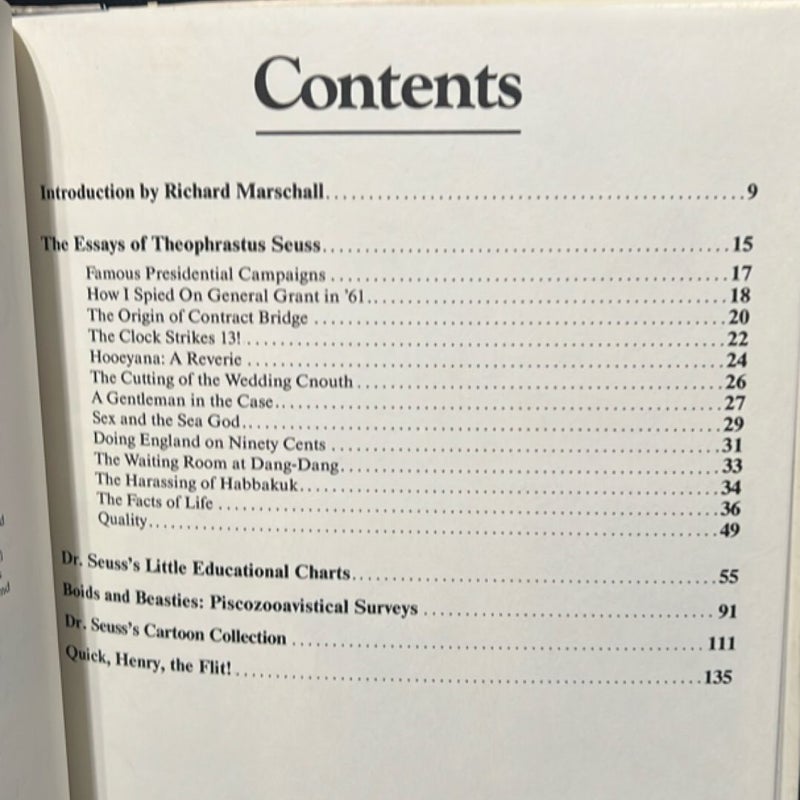 Contents
Introduction by Richard Marschall........................................................9
The Essays of Theophrastus Seuss........................................................15
Famous Presidential Campaigns........................................................17
How I Spied On General Grant in '61........................................................18
The Origin of Contract Bridge........................................................20
The Clock Strikes 13!........................................................22
Hooeyana: A Reverie........................................................24
The Cutting of the Wedding Cnouth........................................................26
A Gentleman in the Case........................................................27
Sex and the Sea God........................................................29
Doing England on Ninety Cents........................................................31
The Waiting Room at Dang-Dang........................................................33
The Harassing of Habbakuk........................................................34
The Facts of Life........................................................36
Quality........................................................49
Dr. Seuss's Little Educational Charts........................................................55
Boids and Beasties: Piscozooavistical Surveys........................................................91
Dr. Seuss's Cartoon Collection........................................................111
Quick, Henry, the Flit!........................................................135